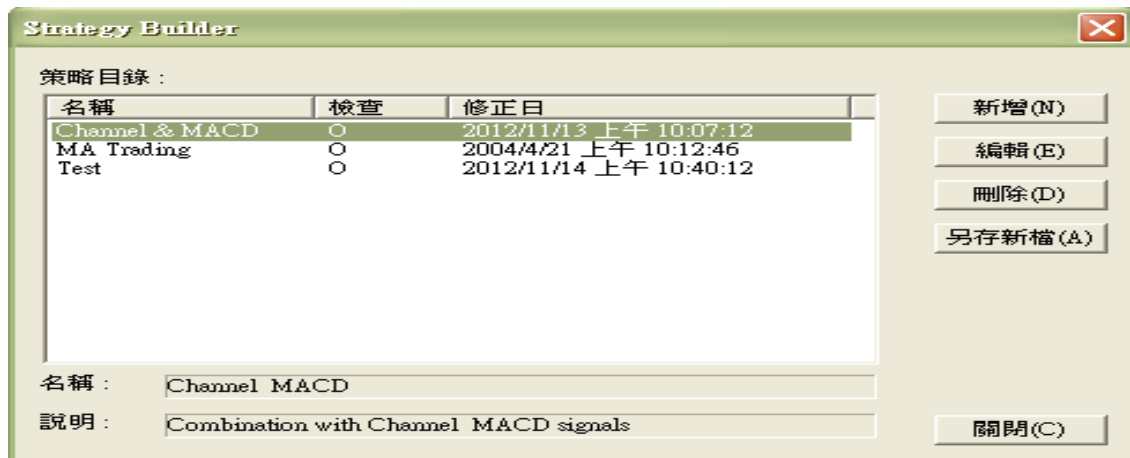 Strategy Builder
策略目錄：
名稱 檢查 修正日
Channel & MACD O 2012/11/13 上午 10:07:12
MA Trading O 2004/4/21 上午 10:12:46
Test O 2012/11/14 上午 10:40:12
新增(N)
編輯(E)
刪除(D)
另存新檔(A)
名稱： Channel MACD
說明： Combination with Channel MACD signals
關閉(C)